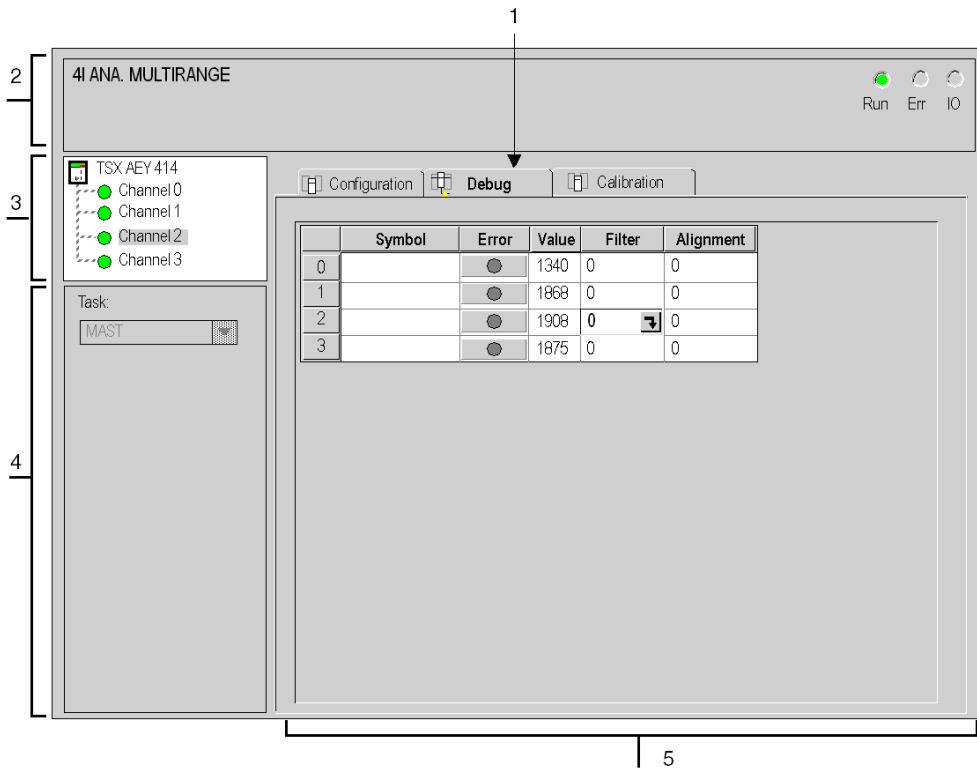 1
2
4I ANA. MULTIRANGE
Run Err IO
3
TSX AEY 414
Channel 0
Channel 1
Channel 2
Channel 3
Configuration Debug Calibration
Symbol Error Value Filter Alignment
0 1340 0 0
1 1868 0 0
2 1908 0 0
3 1875 0 0
4
Task:
MAST
5